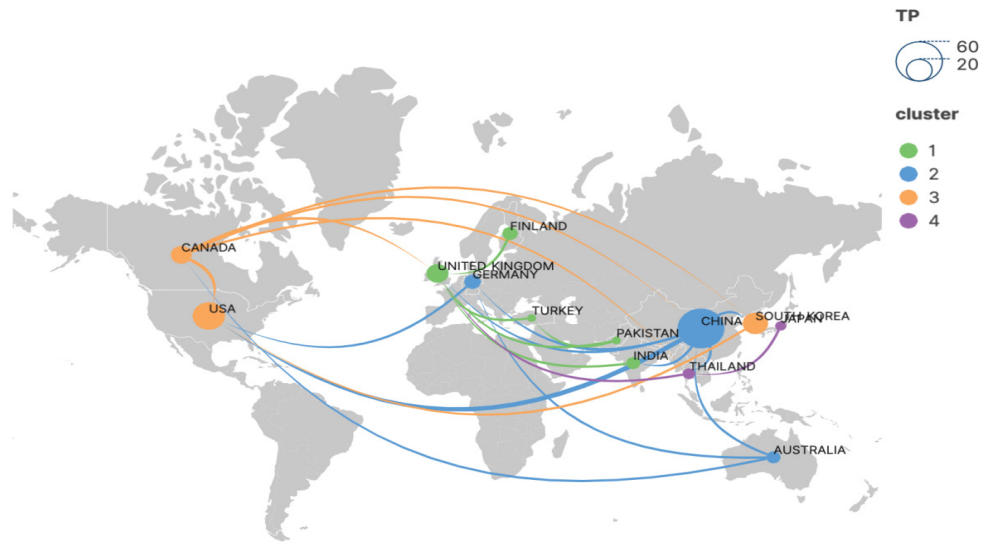 TP
60
20
cluster
1
2
3
4
CANADA
USA
FINLAND
UNITED KINGDOM
GERMANY
TURKEY
PAKISTAN
INDIA
CHINA
SOUTH KOREA
JAPAN
THAILAND
AUSTRALIA